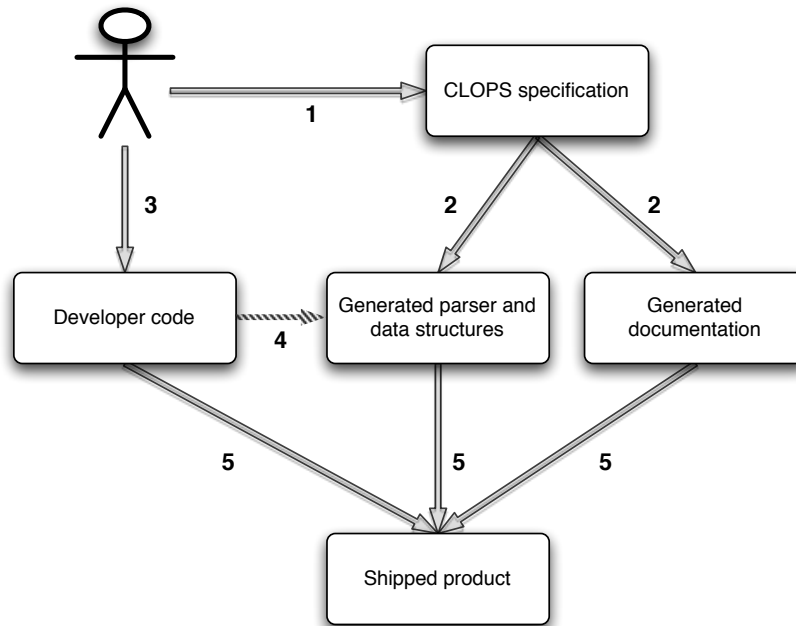 CLOPS specification
1
3
2
2
Developer code
4
Generated parser and
data structures
Generated
documentation
5
5
5
Shipped product